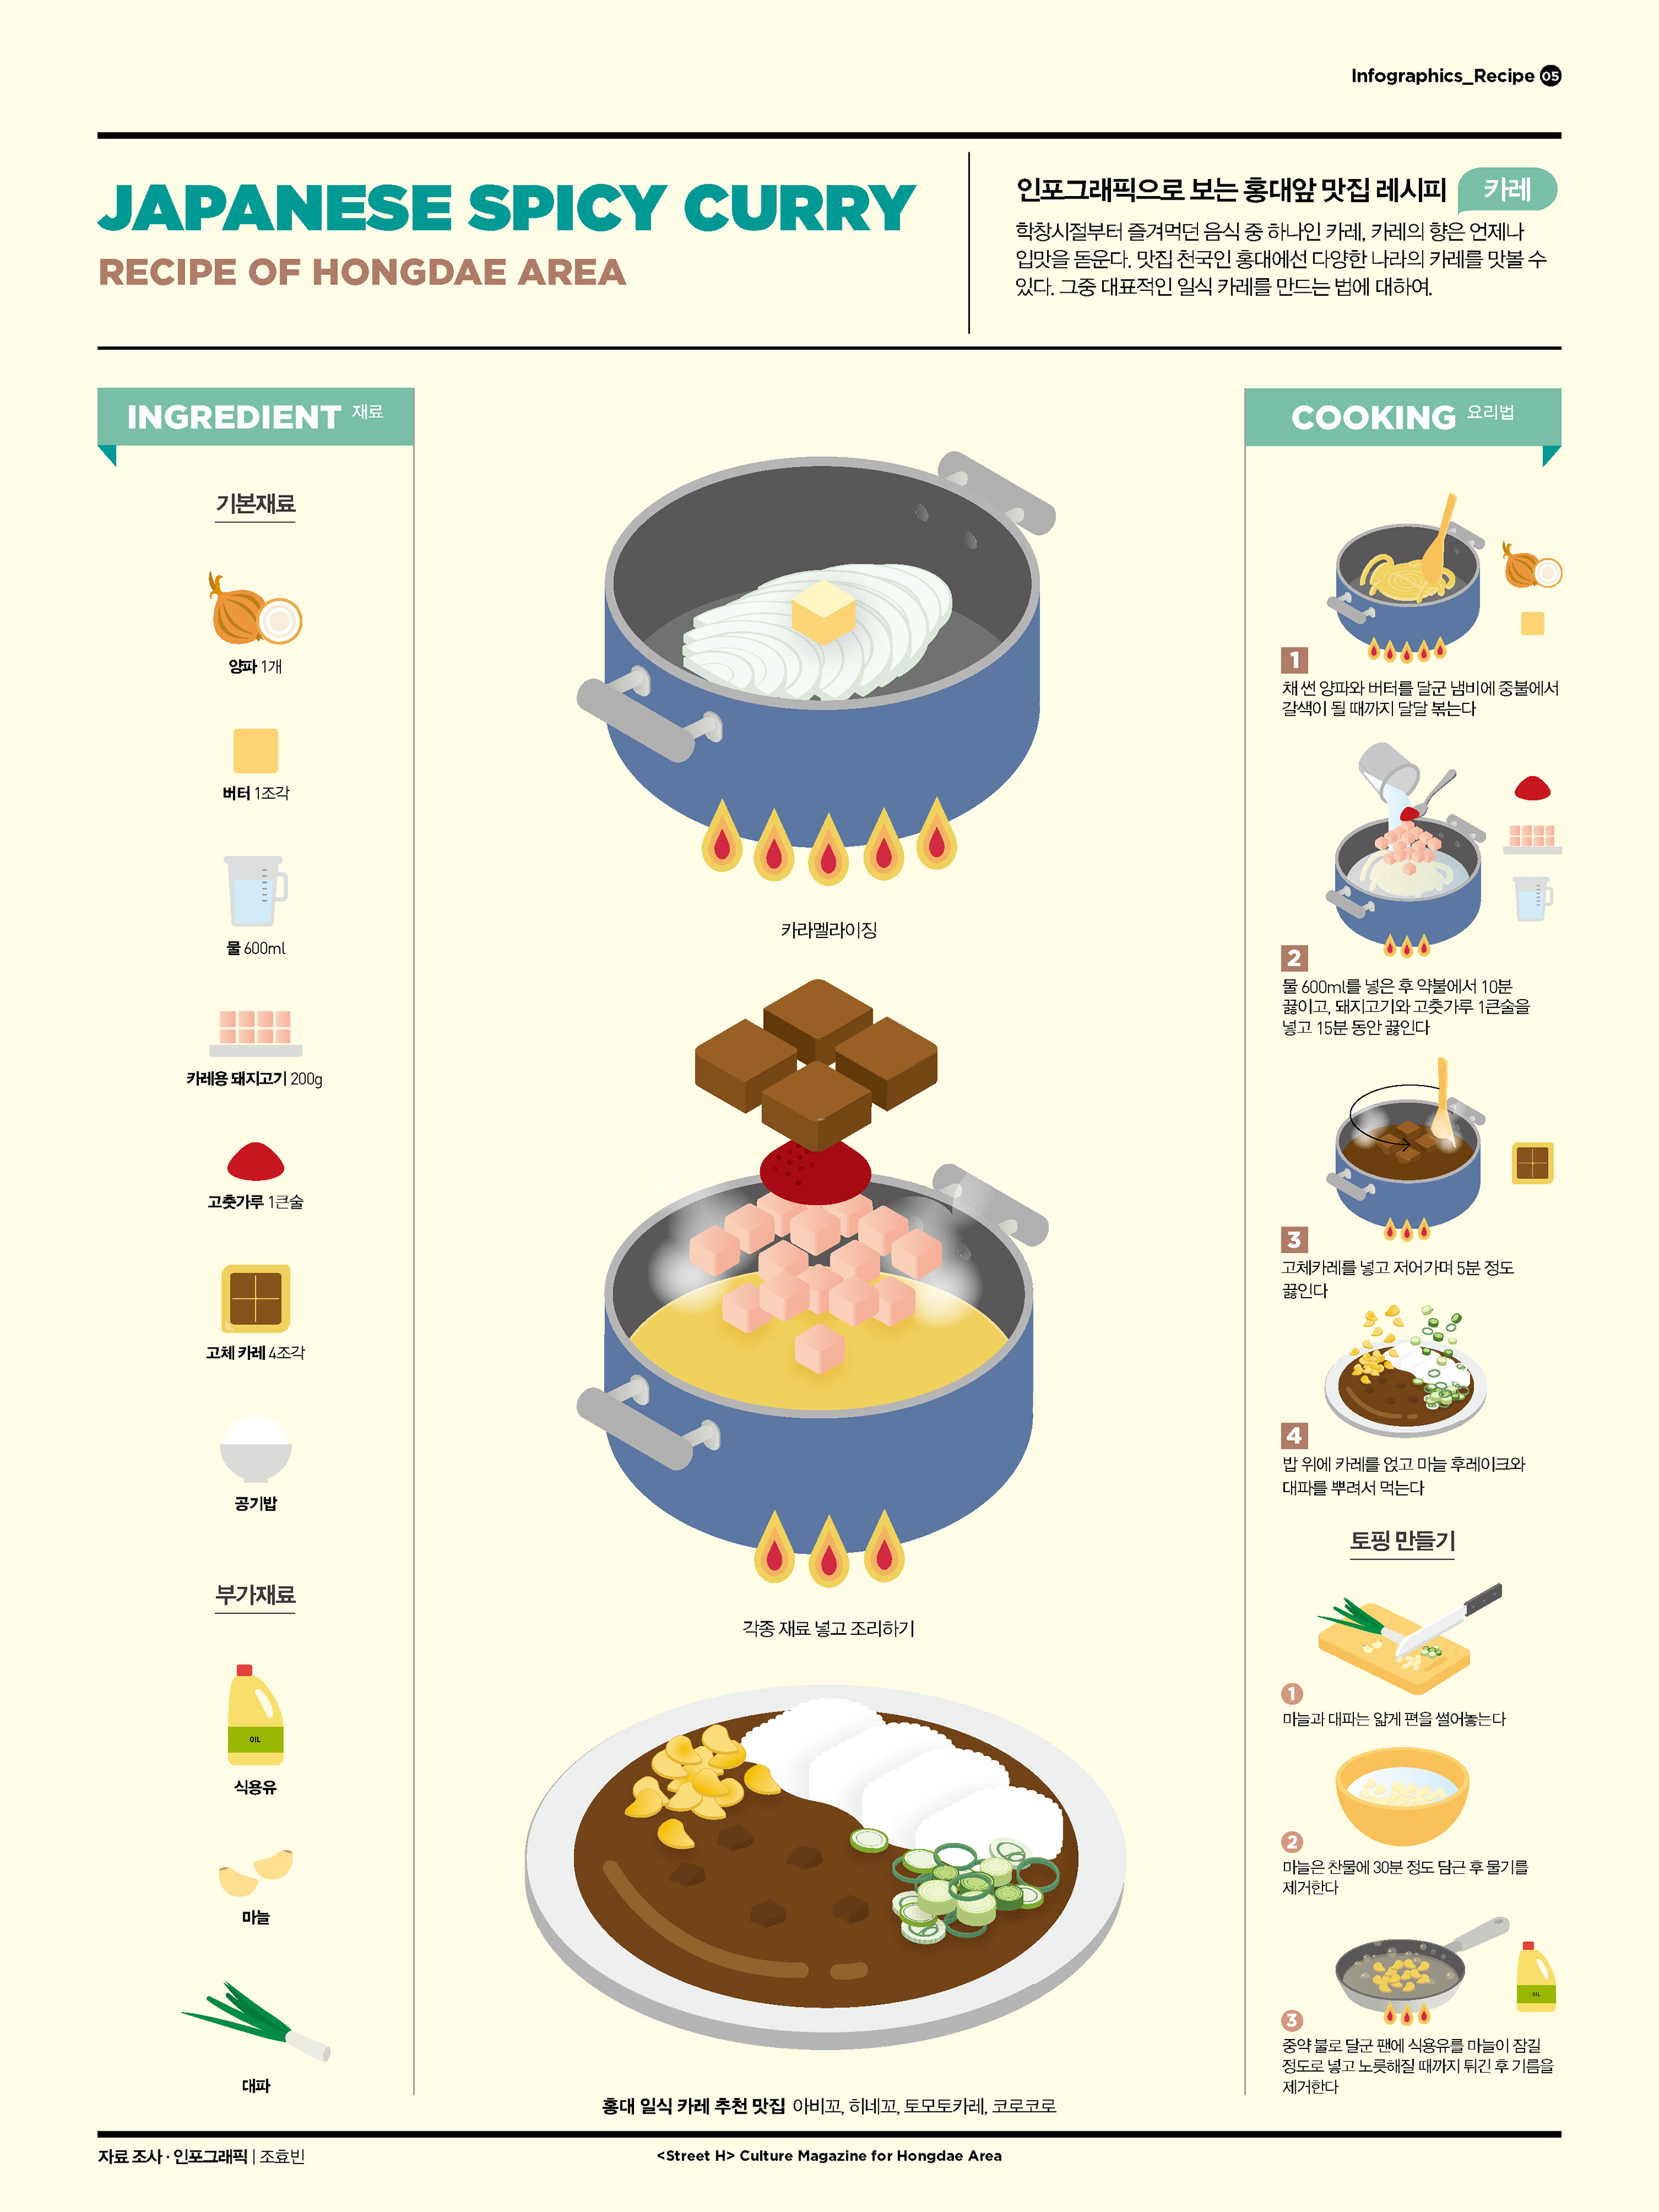 Infographics_Recipe 05
JAPANESE SPICY CURRY
RECIPE OF HONGDAE AREA
인포그래픽으로 보는 홍대앞 맛집 레시피 카레
학창시절부터 즐겨먹던 음식 중 하나인 카레, 카레의 향은 언제나
입맛을 돋운다. 맛집 천국인 홍대에선 다양한 나라의 카레를 맛볼 수
있다. 그중 대표적인 일식 카레를 만드는 법에 대하여.
INGREDIENT 재료
기본재료
양파 1개
버터 1조각
물 600ml
카레용 돼지고기 200g
고춧가루 1큰술
고체 카레 4조각
공기밥
부가재료
OIL
식용유
마늘
대파
카라멜라이징
각종 재료 넣고 조리하기
홍대 일식 카레 추천 맛집 아비꼬, 히네꼬, 토모토카레, 코로코로
COOKING 요리법
1
채 썬 양파와 버터를 달군 냄비에 중불에서
갈색이 될 때까지 달달 볶는다
2
물 600ml를 넣은 후 약불에서 10분
끓이고, 돼지고기와 고춧가루 1큰술을
넣고 15분 동안 끓인다
3
고체카레를 넣고 저어가며 5분 정도
끓인다
4
밥 위에 카레를 얹고 마늘 후레이크와
대파를 뿌려서 먹는다
토핑 만들기
1
마늘과 대파는 얇게 편을 썰어놓는다
2
마늘은 찬물에 30분 정도 담근 후 물기를
제거한다
OIL
3
중약 불로 달군 팬에 식용유를 마늘이 잠길
정도로 넣고 노릇해질 때까지 튀긴 후 기름을
제거한다
자료 조사 · 인포그래픽 | 조효빈
<Street H> Culture Magazine for Hongdae Area